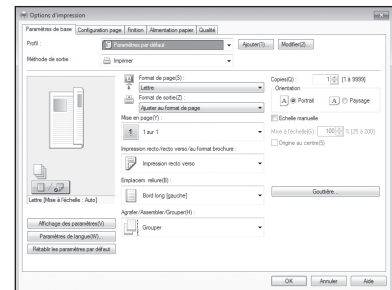 Options d'impression
Paramètres de base Configuration page Finition Alimentation papier Qualité
Profil : Paramètres par défaut Ajouter(1)... Modifier(2)...
Méthode de sortie : Imprimer
Format de page(S) :
Lettre
Format de sortie(Z) :
Ajuster au format de page
Mise en page(Y) :
1 sur 1
Impression recto/recto verso/au format brochure :
Impression recto verso
Emplacem. reliure(B) :
Bord long [gauche]
Agrafer/Assembler/Grouper(H)
Grouper
Copies(Q) : 1 [1 à 9999]
Orientation
A Portrait A Paysage
Echelle manuelle
Mise à l'échelle(G) 100 % [25 à 200]
Origine au centre(9)
Gouttière...
Lettre [Mise à l'échelle : Auto]
Affichage des paramètres(V)
Paramètres de langue(W)...
Rétablir les paramètres par défaut
OK Annuler Aide